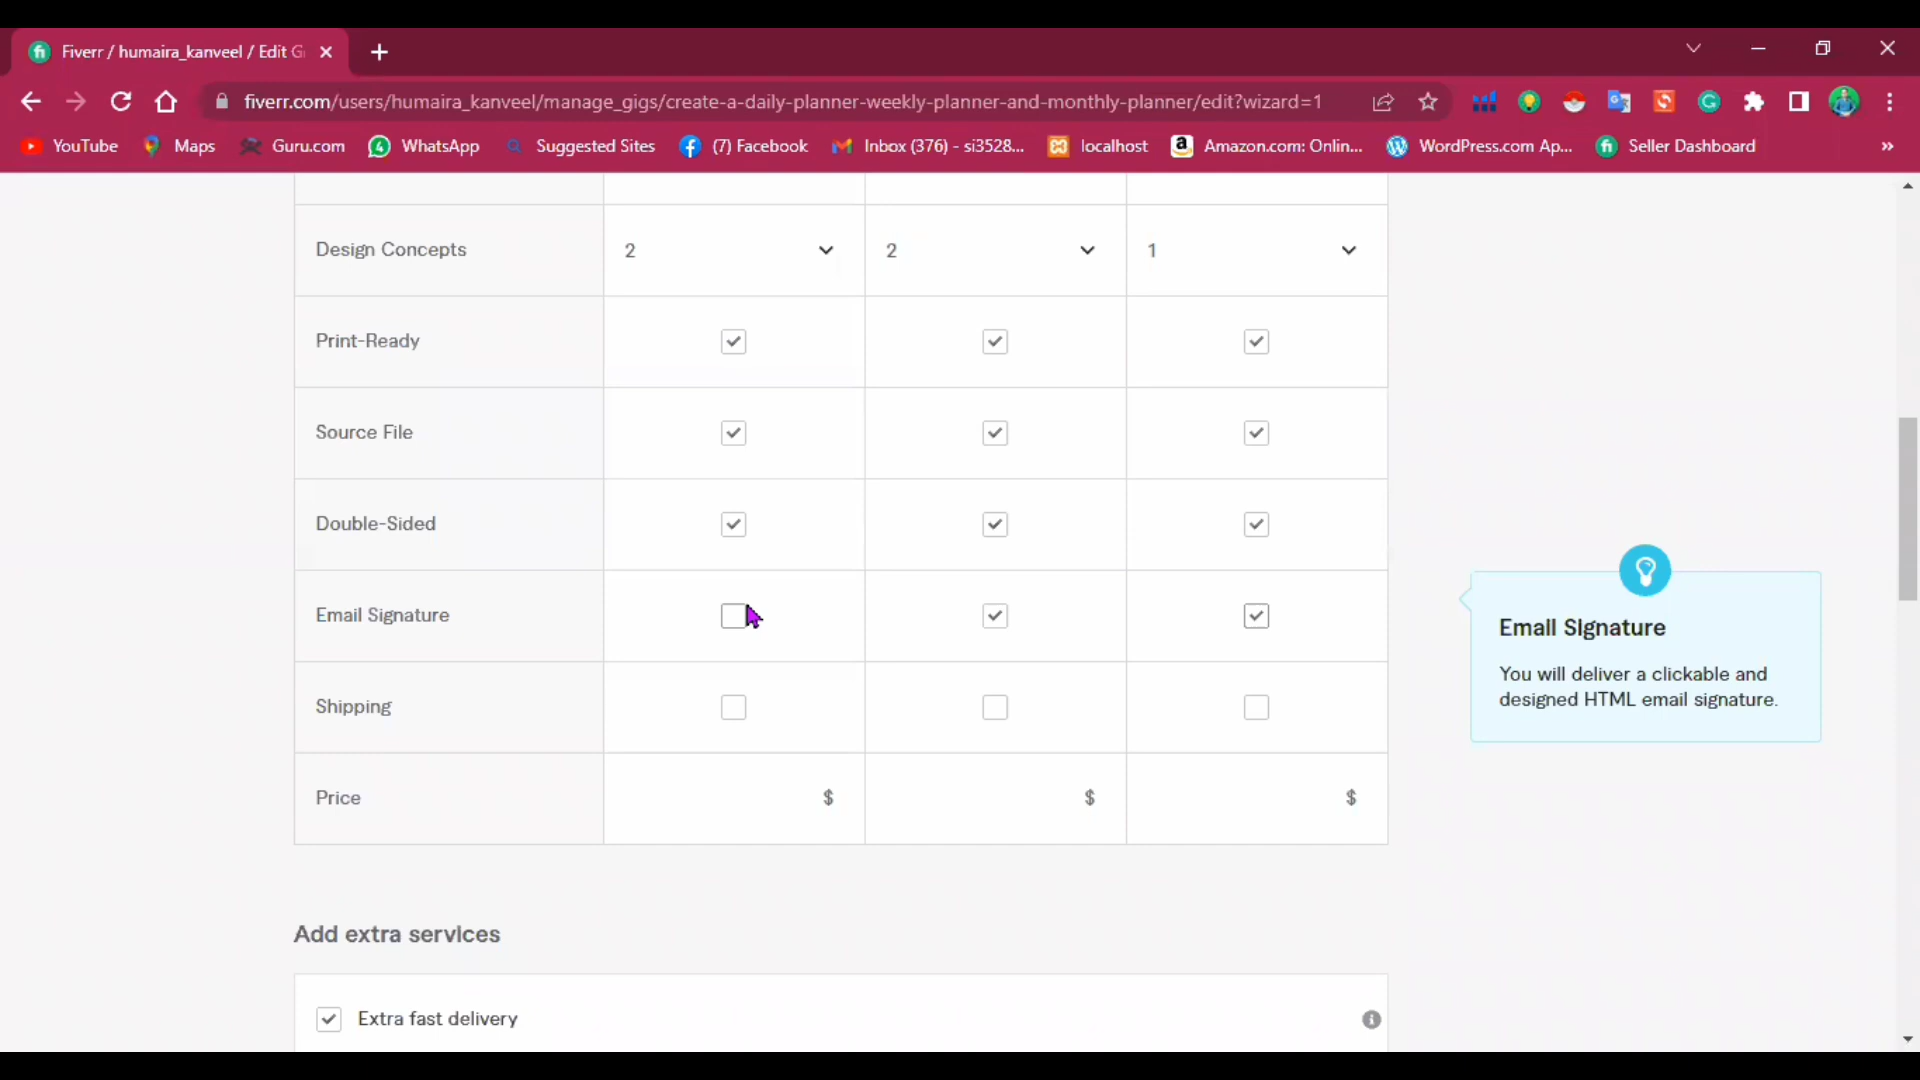 Fiverr / humaira_kanveel / Edit G
fiverr.com/users/humaira_kanveel/manage_gigs/create-a-daily-planner-weekly-planner-and-monthly-planner/edit?wizard=1
YouTube Maps Guru.com WhatsApp Suggested Sites (7) Facebook Inbox (376) - si3528... localhost Amazon.com: Onlin... WordPress.com Ap... Seller Dashboard »
Design Concepts 2 2 1
Print-Ready
Source File
Double-Sided
Email Signature
Shipping
Price $ $ $
Email Signature
You will deliver a clickable and
designed HTML email signature.
Add extra services
Extra fast delivery